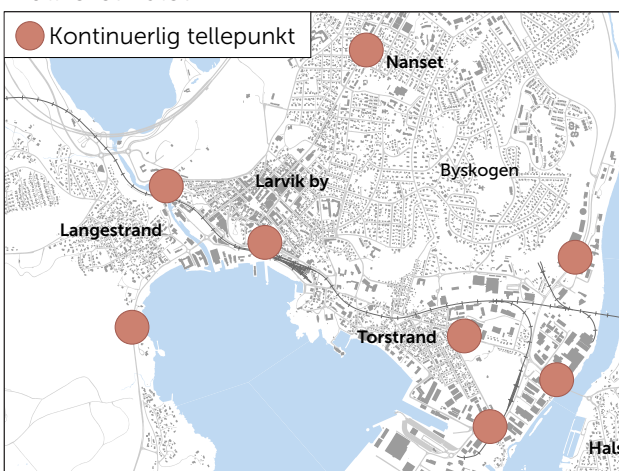 Kontinuerlig tellepunkt
Nanset
Byskogen
Larvik by
Langestrand
Torstrand
Hals